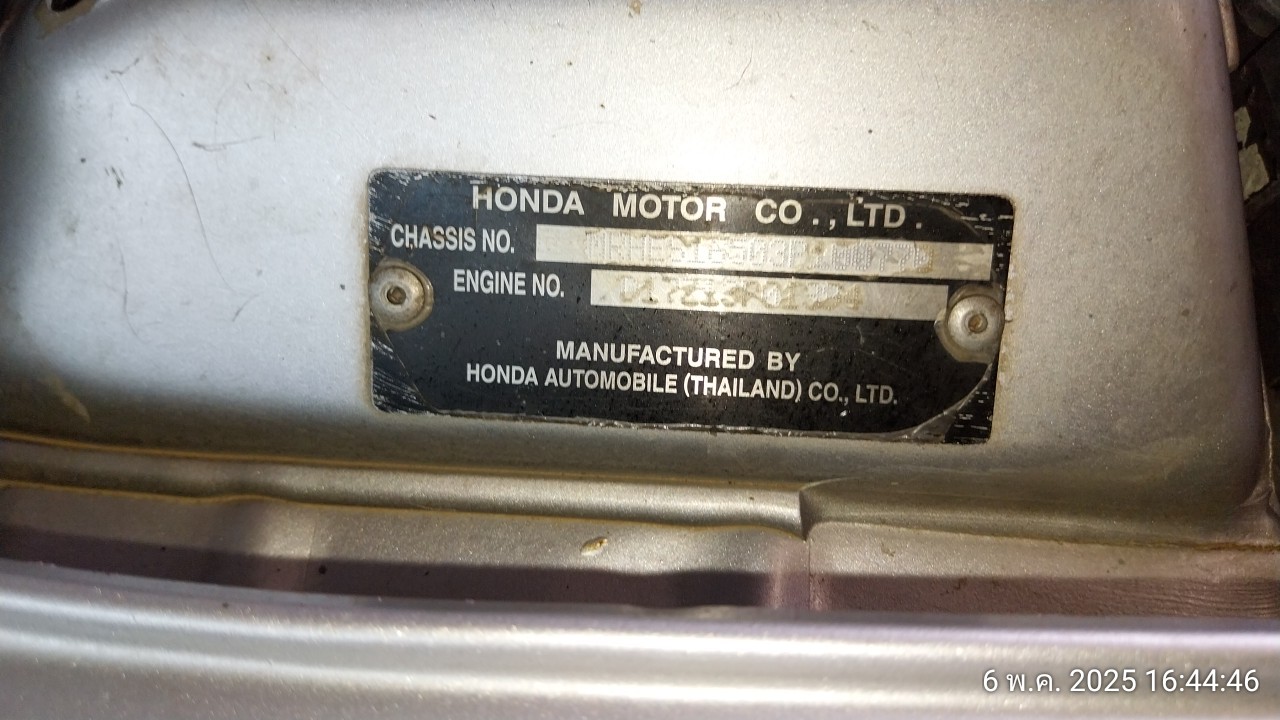 HONDA MOTOR CO., LTD.
CHASSIS NO.
ENGINE NO.
MANUFACTURED BY
HONDA AUTOMOBILE (THAILAND) CO., LTD.
6 พ.ค. 2025 16:44:46